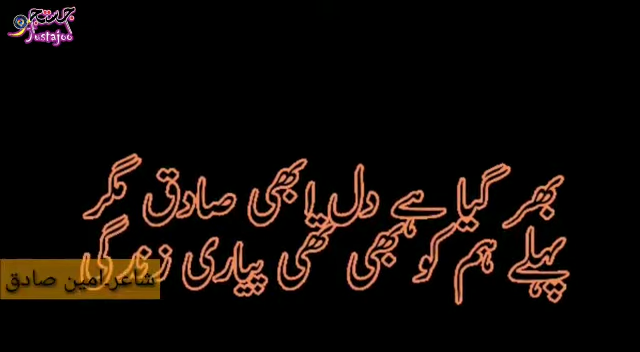 جستجو
Justajoo
بھر گیا ہے دل ابھی صادق مگر
پہلے ہم کو بھی تھی پیاری زندگی
شاعر۔امین صادق